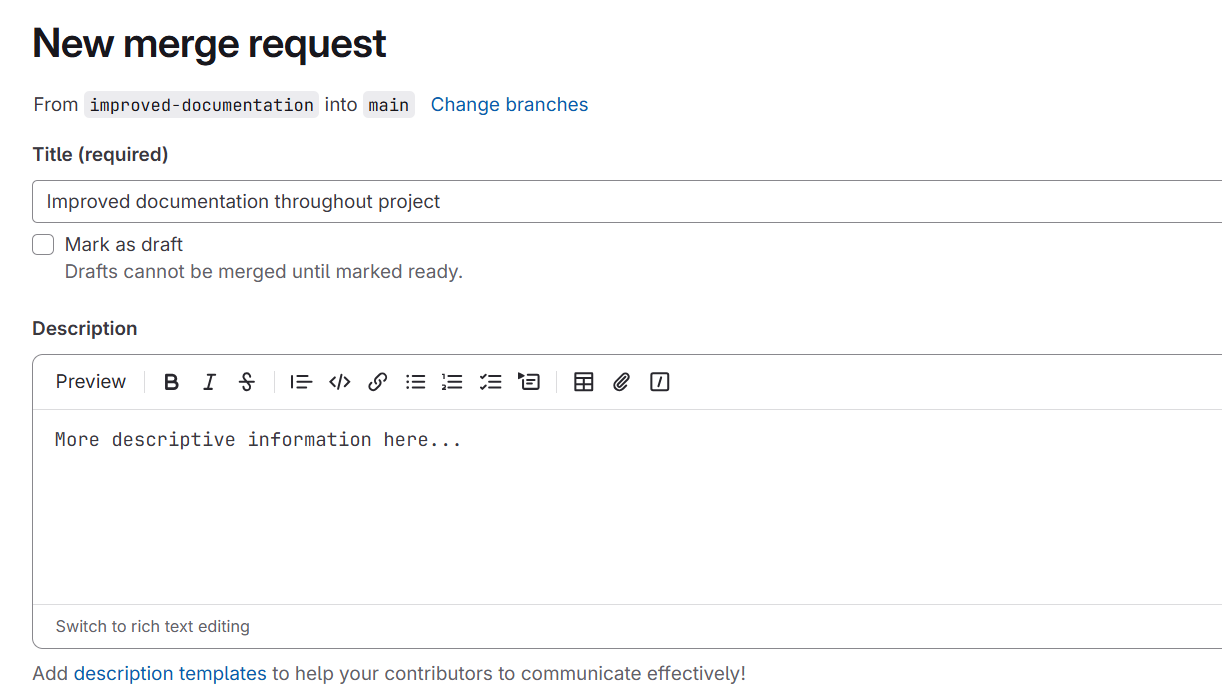 New merge request
From improved-documentation into main Change branches
Title (required)
Improved documentation throughout project
Mark as draft
Drafts cannot be merged until marked ready.
Description
Preview
More descriptive information here...
Switch to rich text editing
Add description templates to help your contributors to communicate effectively!